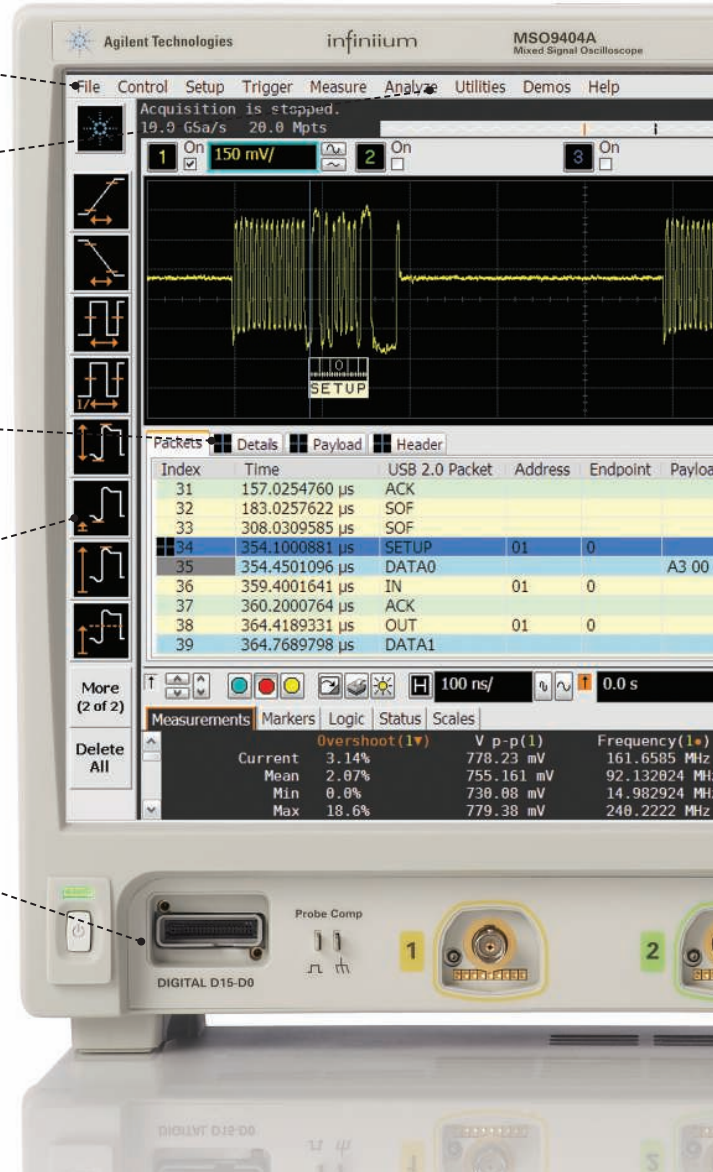 Agilent Technologies infiniium MSO9404A
Mixed Signal Oscilloscope
File Control Setup Trigger Measure Analyze Utilities Demos Help
Acquisition is stopped.
10.0 GSa/s 20.0 Mpts
1 On 150 mV/ 2 On 3 On
0
SETUP
Packets Details Payload Header
Index Time USB 2.0 Packet Address Endpoint Payloa
31 157.0254760 µs ACK
32 183.0257622 µs SOF
33 308.0309585 µs SOF
34 354.1000881 µs SETUP 01 0
35 354.4501096 µs DATA0 A3 00
36 359.4001641 µs IN 01 0
37 360.2000764 µs ACK
38 364.4189331 µs OUT 01 0
39 364.7689798 µs DATA1
More
(2 of 2)
Delete
All
H 100 ns/ 0.0 s
Measurements Markers Logic Status Scales
Overshoot(1▼) V p-p(1) Frequency(1●)
Current 3.14% 778.23 mV 161.6585 MHz
Mean 2.07% 755.161 mV 92.132024 MH
Min 0.0% 730.08 mV 14.982924 MH
Max 18.6% 779.38 mV 240.2222 MHz
Probe Comp
1 2
DIGITAL D15-D0